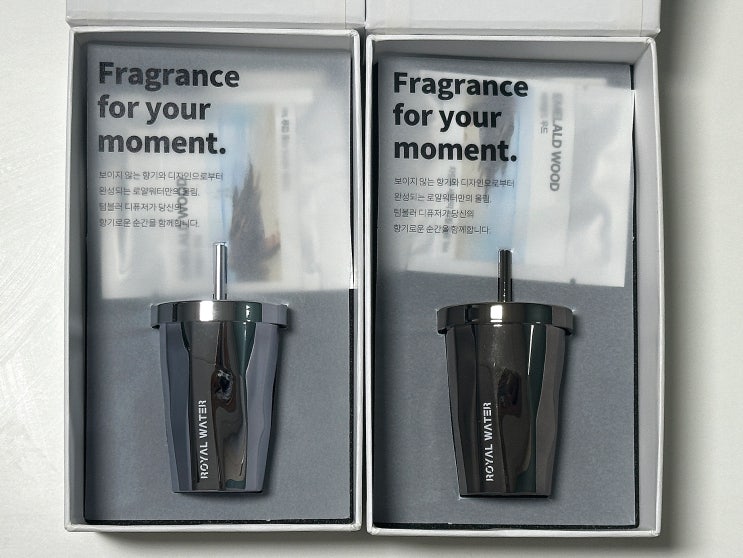 Fragrance
for your
moment.
보이지 않는 향기와 디자인으로부터
완성되는 로얄워터만의 울림,
텀블러 디퓨저가 당신의
향기로운 순간을 함께합니다.
ROYAL WATER
Fragrance
for your
moment.
보이지 않는 향기와 디자인으로부터
완성되는 로얄워터만의 울림,
텀블러 디퓨저가 당신의
향기로운 순간을 함께합니다.
WOOD
ROYAL WATER